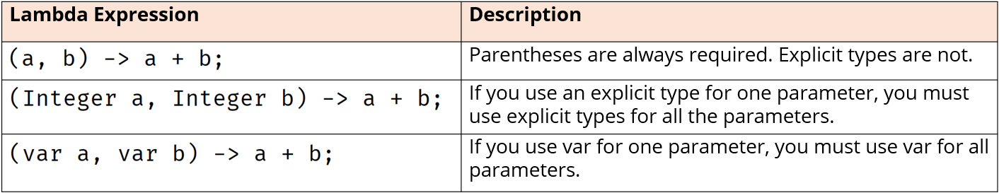 Lambda Expression
Description
(a, b) -> a + b;
Parentheses are always required. Explicit types are not.
(Integer a, Integer b) -> a + b;
If you use an explicit type for one parameter, you must
use explicit types for all the parameters.
(var a, var b) -> a + b;
If you use var for one parameter, you must use var for all
parameters.